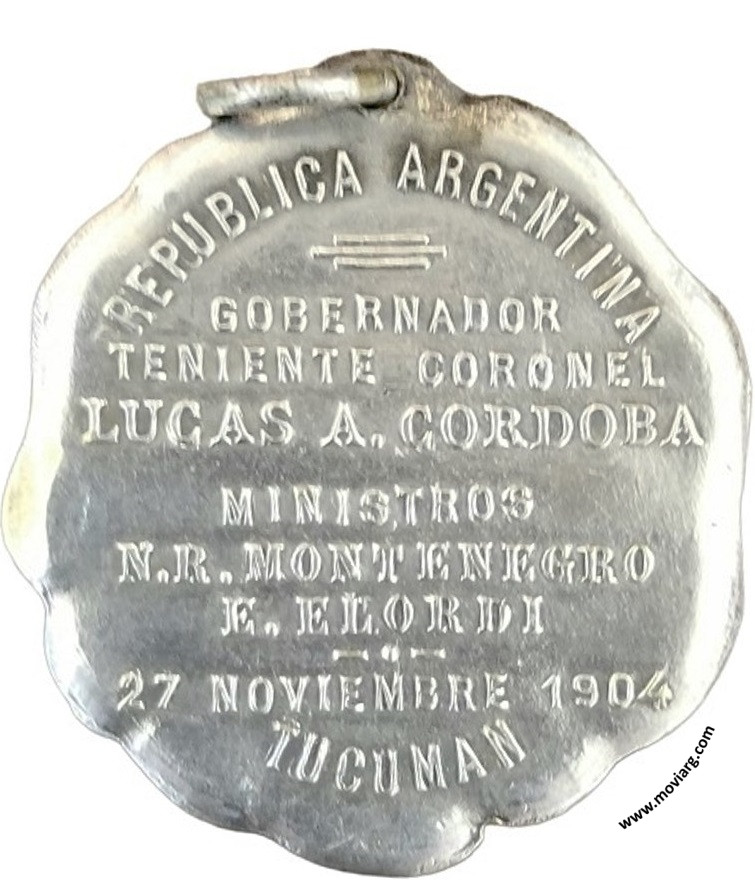 REPUBLICA ARGENTINA
GOBERNADOR
TENIENTE CORONEL
LUCAS A. CORDOBA
MINISTROS
N.R. MONTENEGRO
E. ELORDI
27 NOVIEMBRE 1904
TUCUMAN
www.moviarg.com